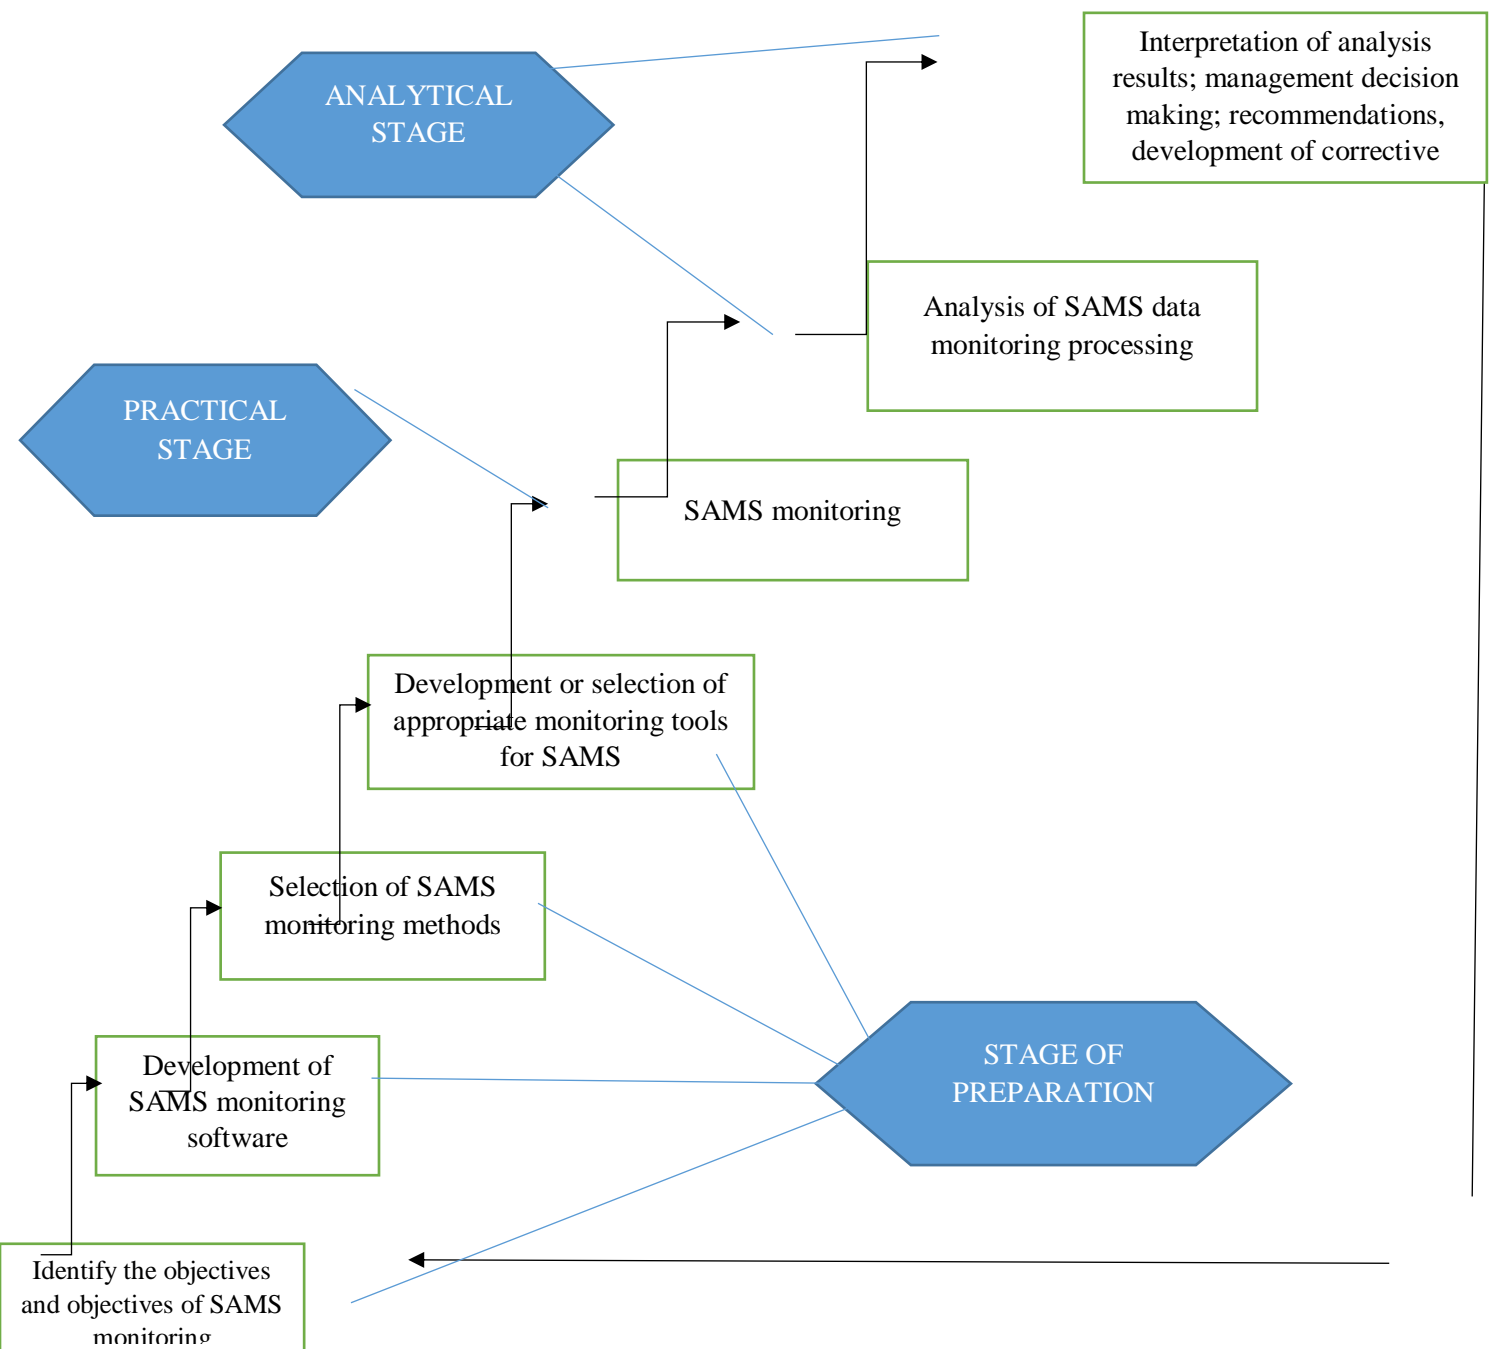 Interpretation of analysis
results; management decision
making; recommendations,
development of corrective
ANALYTICAL
STAGE
Analysis of SAMS data
monitoring processing
PRACTICAL
STAGE
SAMS monitoring
Development or selection of
appropriate monitoring tools
for SAMS
Selection of SAMS
monitoring methods
STAGE OF
PREPARATION
Development of
SAMS monitoring
software
Identify the objectives
and objectives of SAMS
monitoring